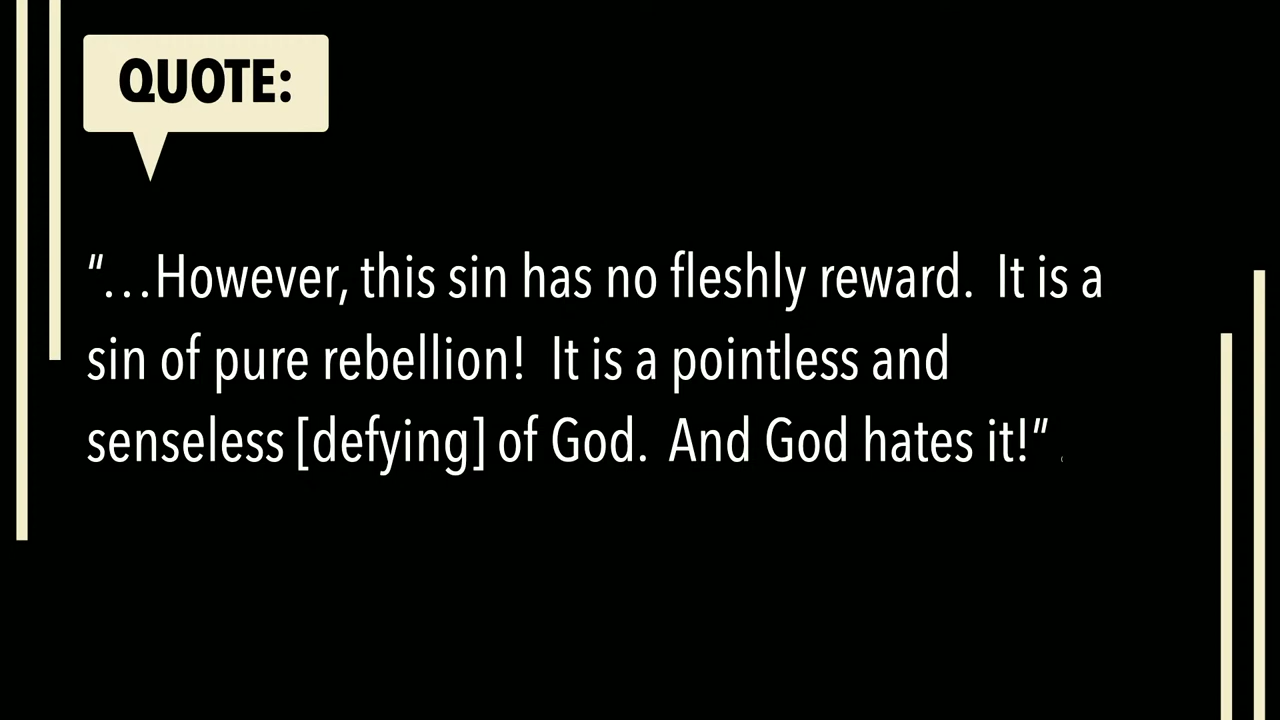 QUOTE:
“…However, this sin has no fleshly reward.  It is a
sin of pure rebellion!  It is a pointless and
senseless [defying] of God.  And God hates it!”